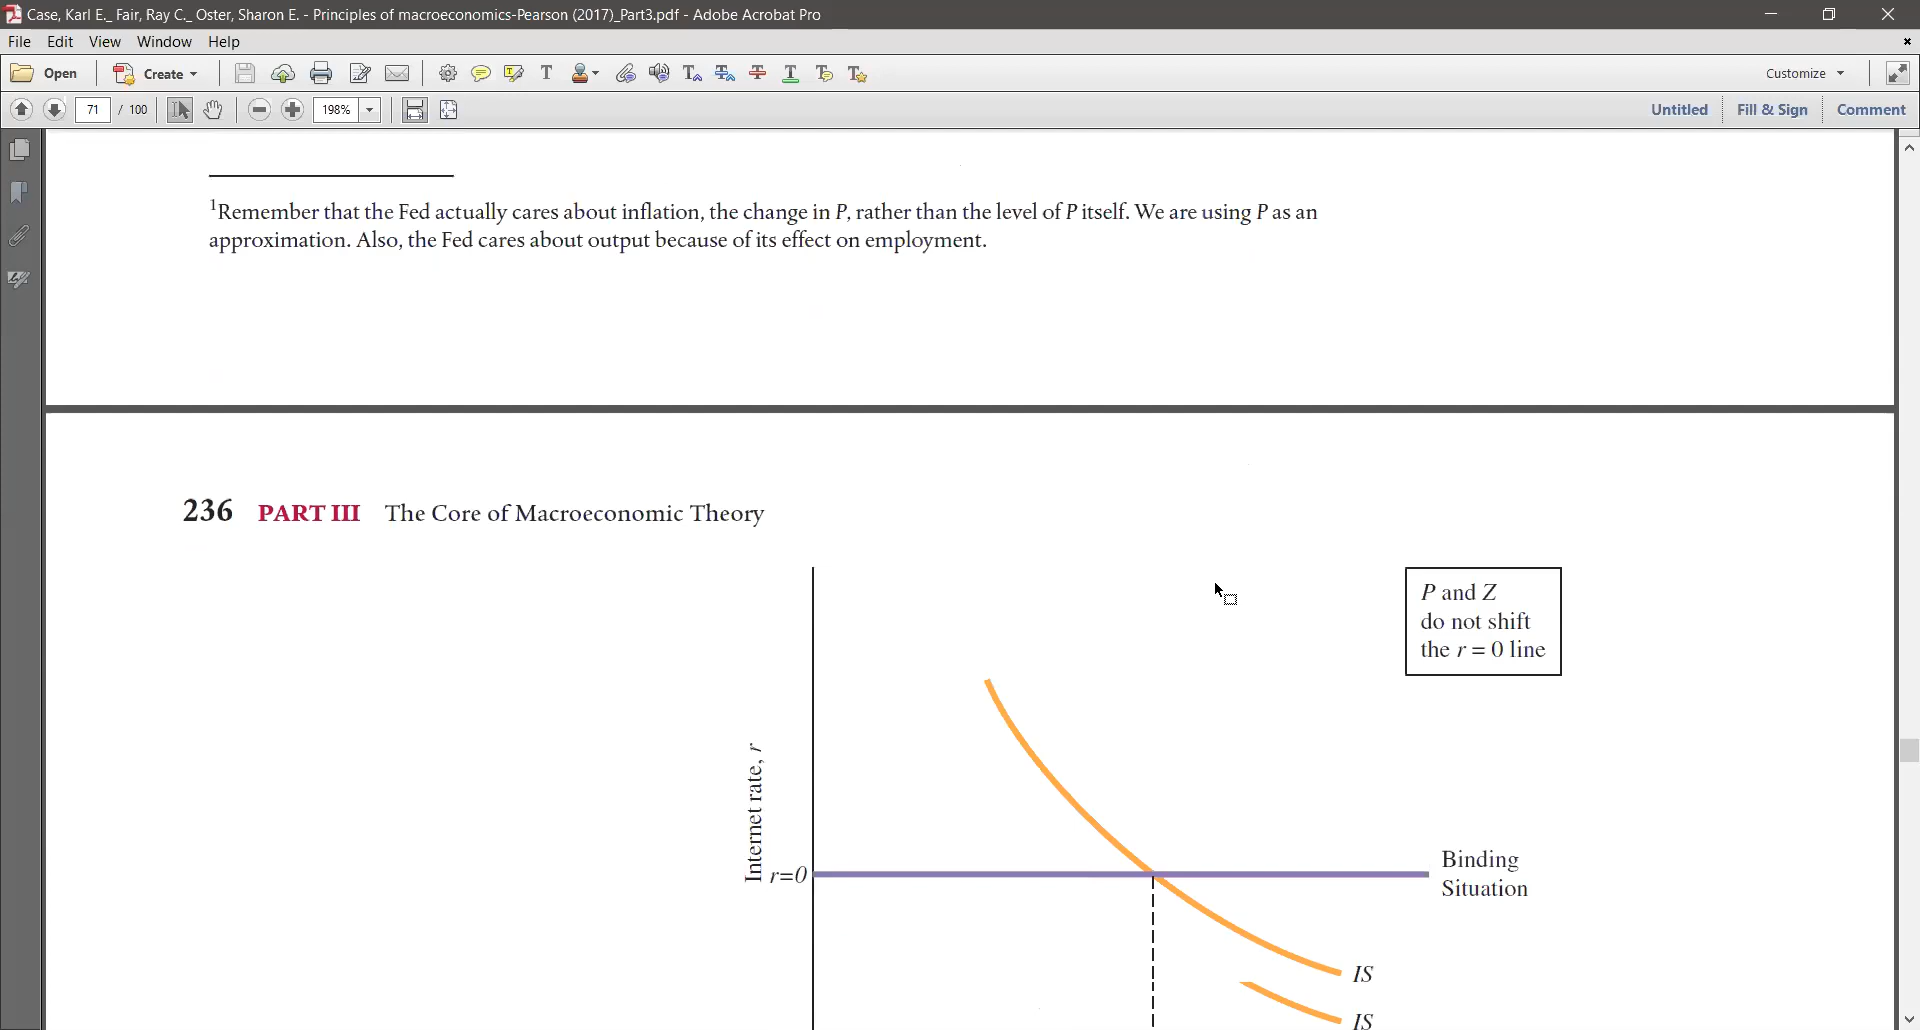 Case, Karl E._ Fair, Ray C._ Oster, Sharon E. - Principles of macroeconomics-Pearson (2017)_Part3.pdf - Adobe Acrobat Pro
File Edit View Window Help
Open Create Customize
71 / 100 198% Untitled Fill & Sign Comment
1Remember that the Fed actually cares about inflation, the change in P, rather than the level of P itself. We are using P as an
approximation. Also, the Fed cares about output because of its effect on employment.
236 PART III The Core of Macroeconomic Theory
P and Z
do not shift
the r = 0 line
Internet rate, r
r=0
Binding
Situation
IS
IS